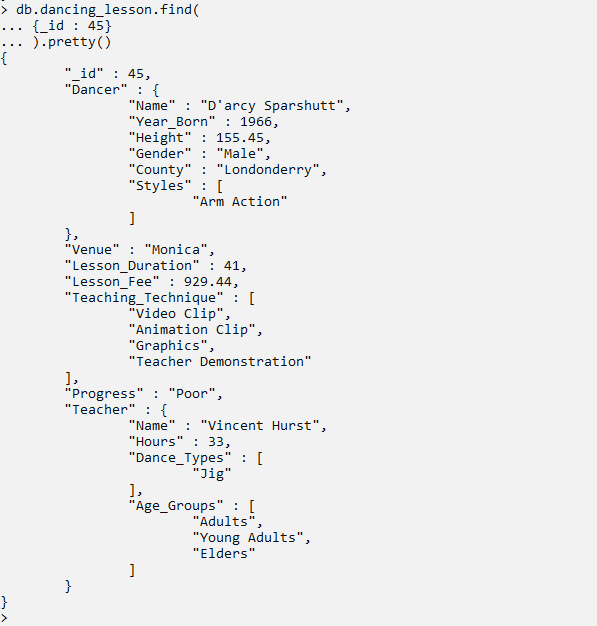 > db.dancing_lesson.find(
... {_id : 45}
... ).pretty()
{
        "_id" : 45,
        "Dancer" : {
                "Name" : "D'arcy Sparshutt",
                "Year_Born" : 1966,
                "Height" : 155.45,
                "Gender" : "Male",
                "County" : "Londonderry",
                "Styles" : [
                        "Arm Action"
                ]
        },
        "Venue" : "Monica",
        "Lesson_Duration" : 41,
        "Lesson_Fee" : 929.44,
        "Teaching_Technique" : [
                "Video Clip",
                "Animation Clip",
                "Graphics",
                "Teacher Demonstration"
        ],
        "Progress" : "Poor",
        "Teacher" : {
                "Name" : "Vincent Hurst",
                "Hours" : 33,
                "Dance_Types" : [
                        "Jig"
                ],
                "Age_Groups" : [
                        "Adults",
                        "Young Adults",
                        "Elders"
                ]
        }
}
>